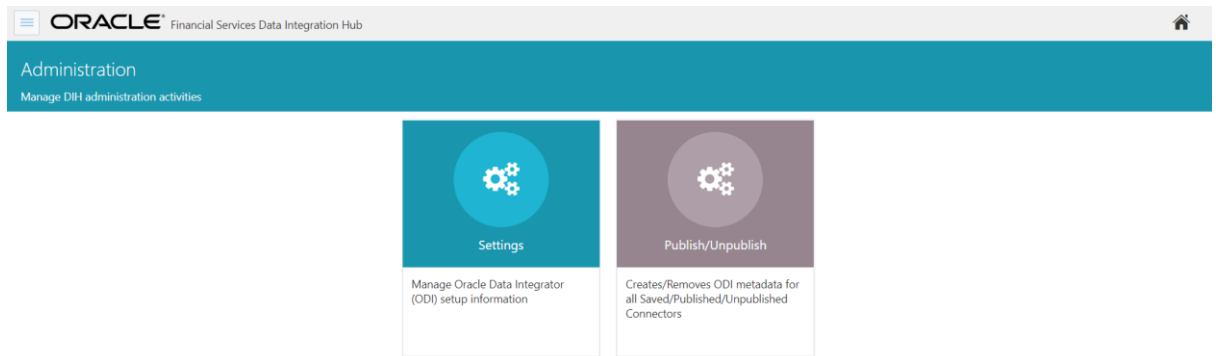 ORACLE® Financial Services Data Integration Hub
Administration
Manage DIH administration activities
Settings
Manage Oracle Data Integrator
(ODI) setup information
Publish/Unpublish
Creates/Removes ODI metadata for
all Saved/Published/Unpublished
Connectors